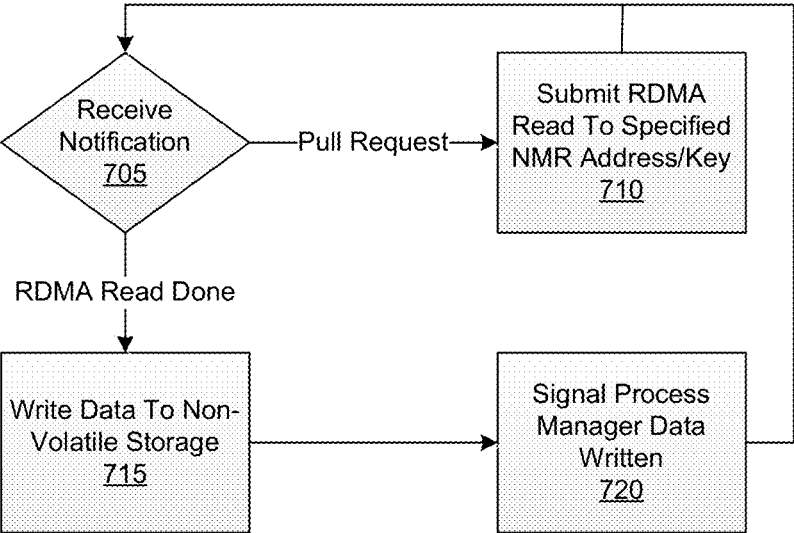 Receive
Notification
705
Pull Request
Submit RDMA
Read To Specified
NMR Address/Key
710
RDMA Read Done
Write Data To Non-
Volatile Storage
715
Signal Process
Manager Data
Written
720